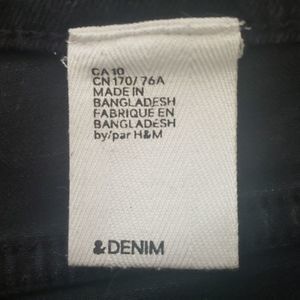 CA 10
CN 170/76A
MADE IN
BANGLADESH
FABRIQUE EN
BANGLADESH
by/par H&M
&DENIM